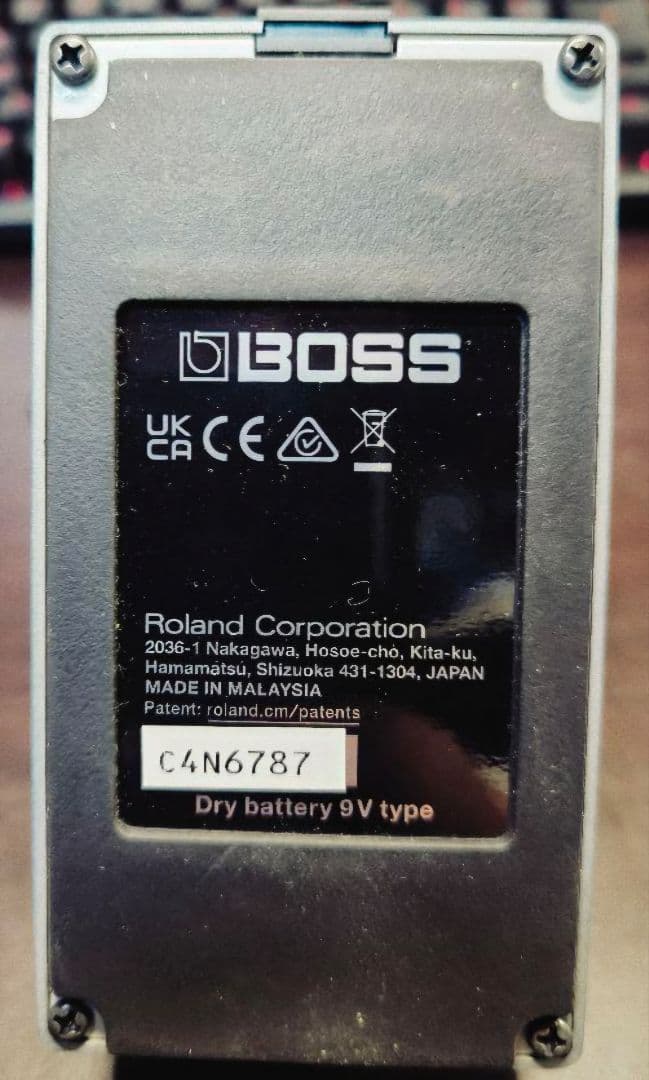 BOSS
UK
CA CE
Roland Corporation
2036-1 Nakagawa, Hosoe-cho, Kita-ku,
Hamamatsu, Shizuoka 431-1304, JAPAN
MADE IN MALAYSIA
Patent: roland.cm/patents
C4N6787
Dry battery 9V type